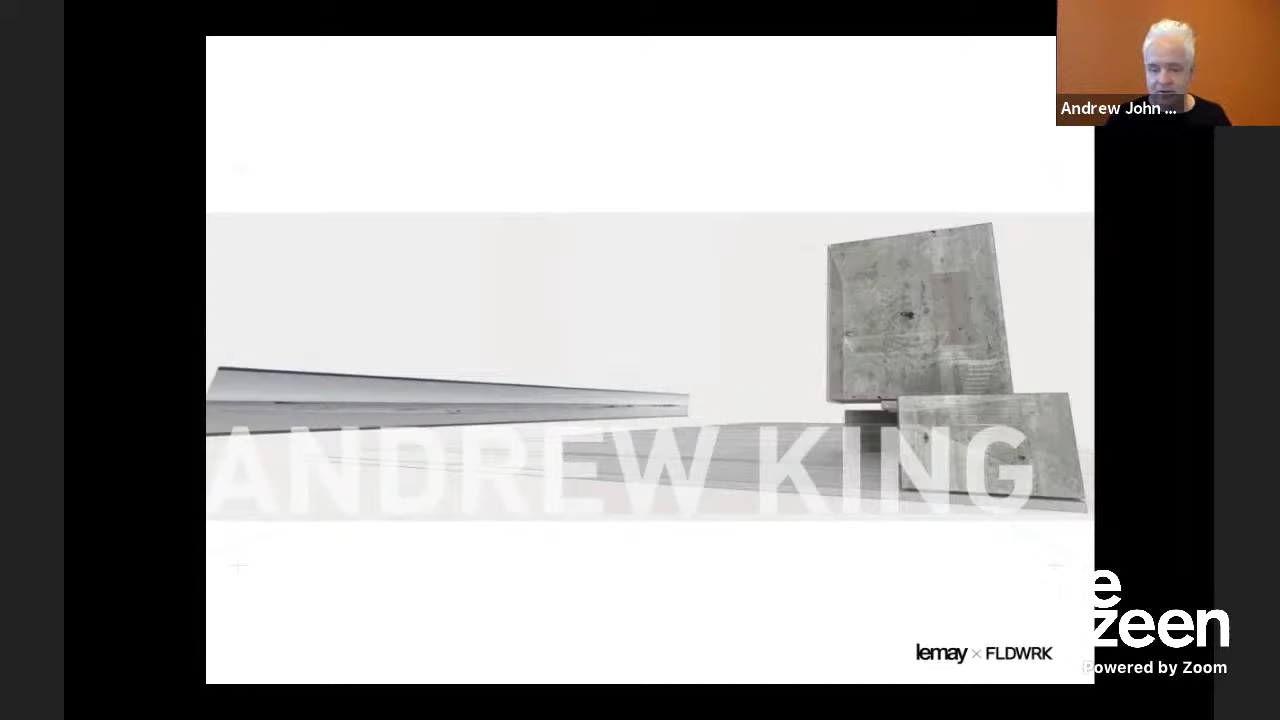 Andrew John ...
ANDREW KING
e
zeen
lemay × FLDWRK
Powered by Zoom